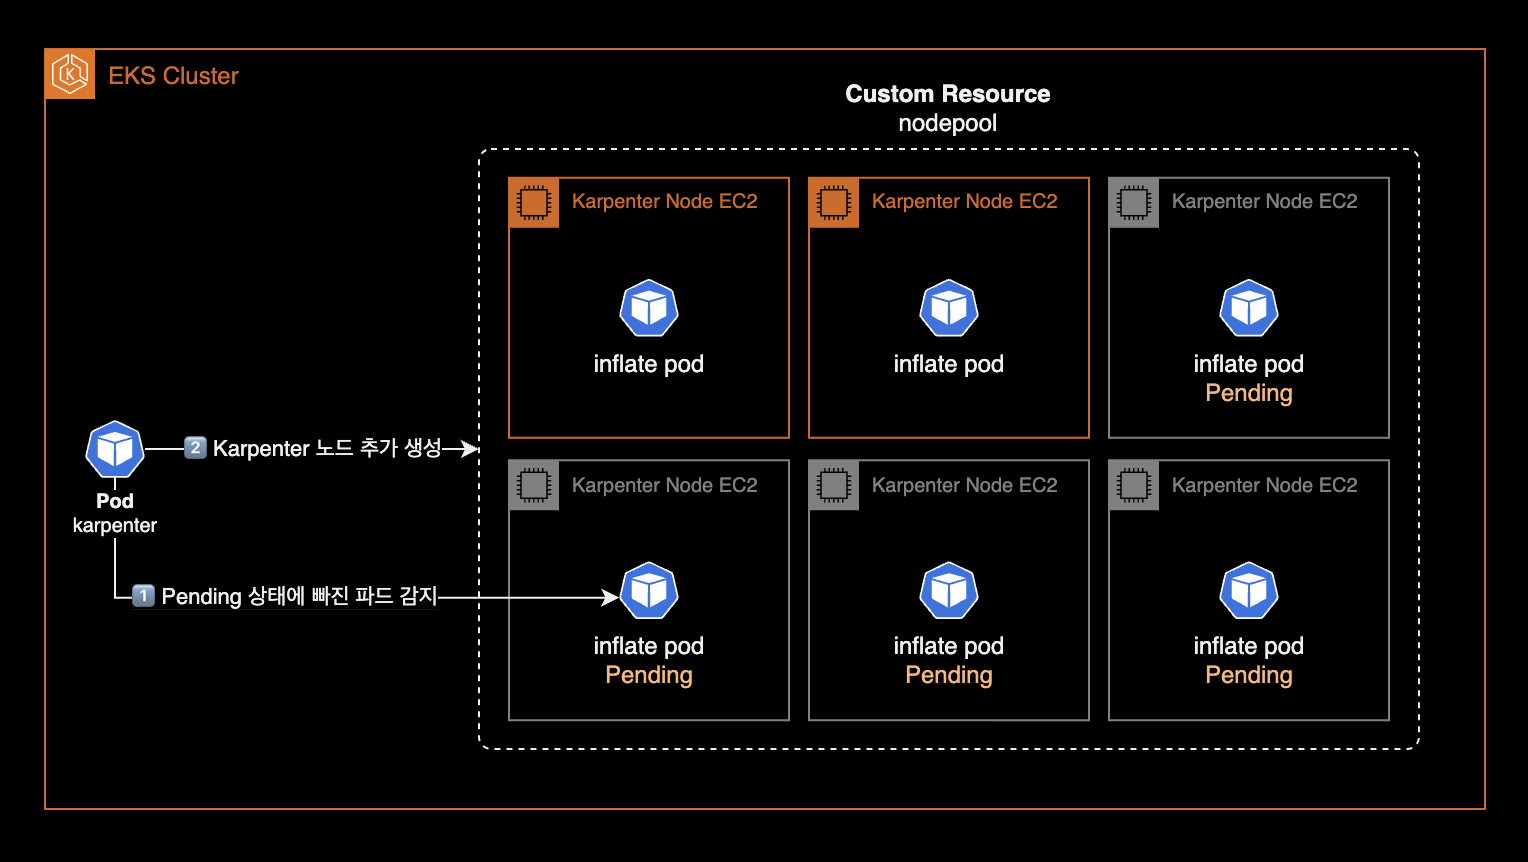 EKS Cluster
Custom Resource
nodepool
Karpenter Node EC2
Karpenter Node EC2
Karpenter Node EC2
inflate pod
inflate pod
inflate pod
Pending
2 Karpenter 노드 추가 생성
Pod
karpenter
1 Pending 상태에 빠진 파드 감지
Karpenter Node EC2
Karpenter Node EC2
Karpenter Node EC2
inflate pod
Pending
inflate pod
Pending
inflate pod
Pending